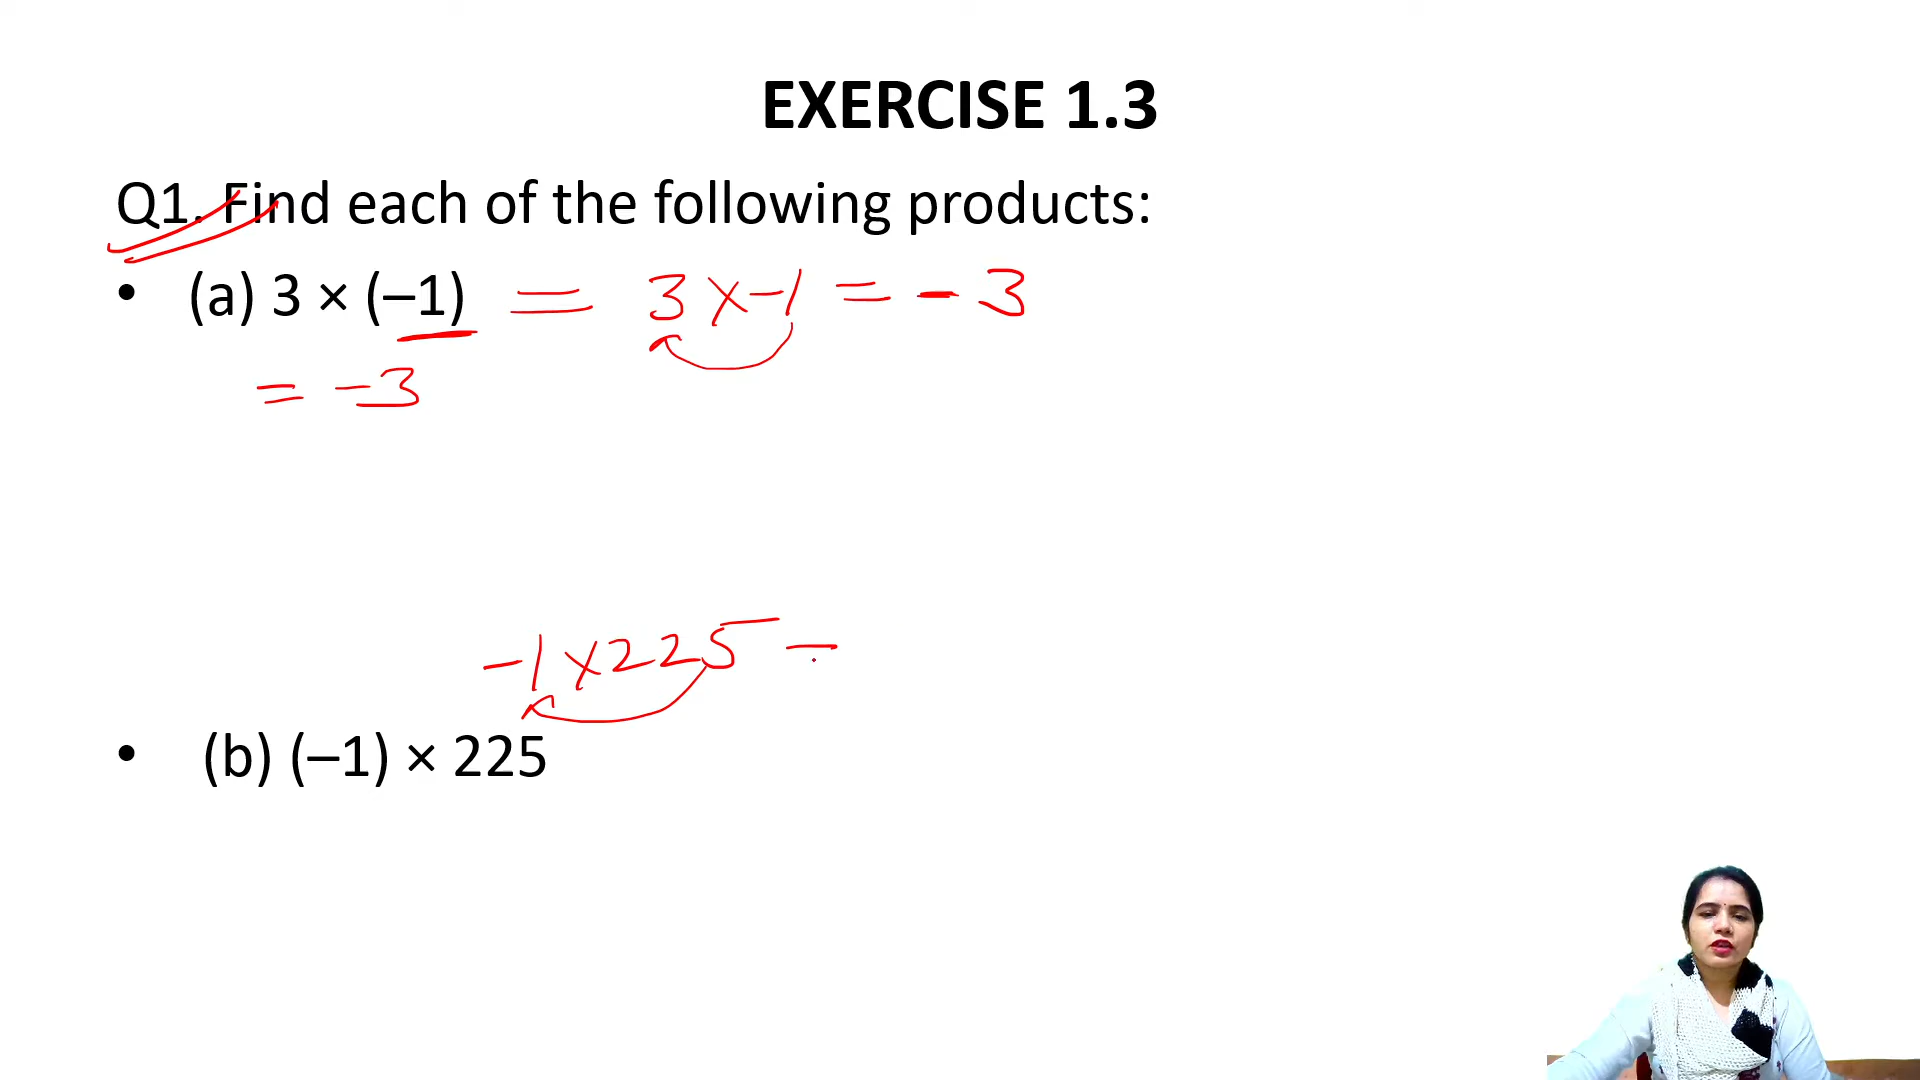 EXERCISE 1.3
Q1. Find each of the following products:
• (a) 3 × (–1) = 3 x -1 = - 3
= -3
-1 x 225 =
• (b) (–1) × 225